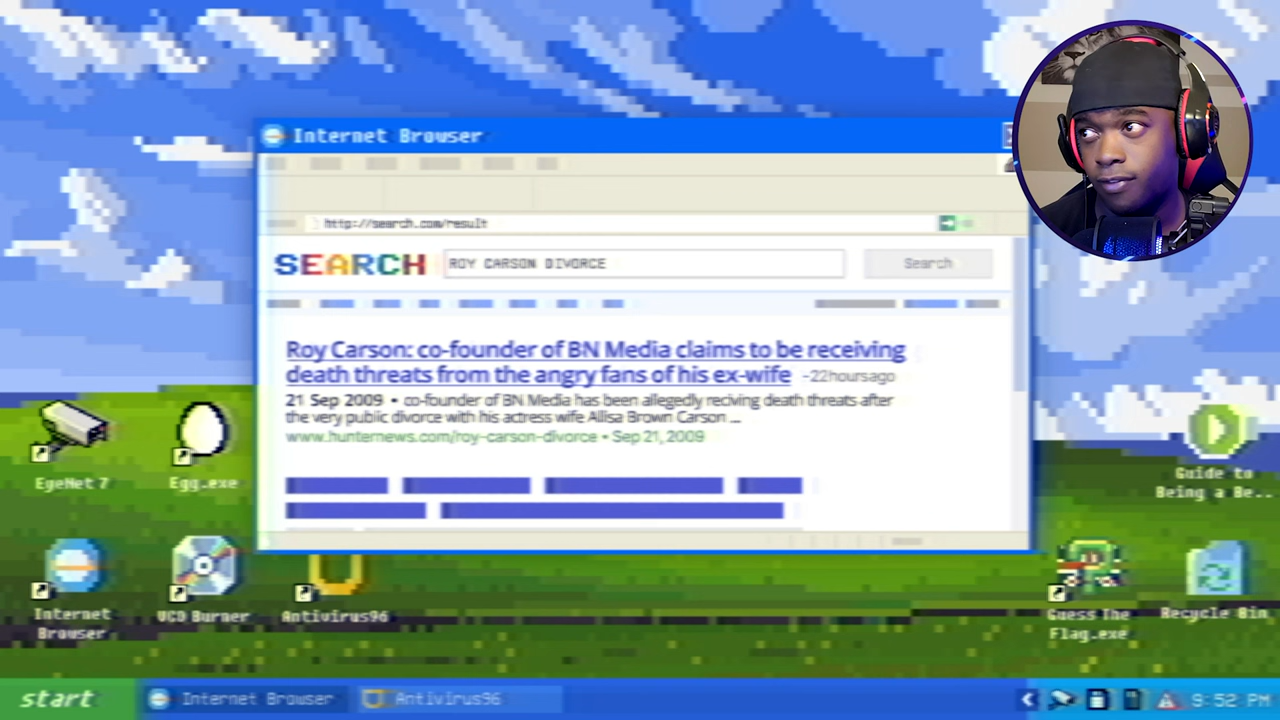 Internet Browser
http://search.com/result
SEARCH
ROY CARSON DIVORCE
Search
Roy Carson: co-founder of BN Media claims to be receiving
death threats from the angry fans of his ex-wife -22hoursago
21 Sep 2009 • co-founder of BN Media has been allegedly reciving death threats after
the very public divorce with his actress wife Allisa Brown Carson ...
www.hunternews.com/roy-carson-divorce • Sep 21, 2009
EyeNet 7
Egg.exe
Guide to
Being a Be..
Internet
Browser
VCD Burner
Antivirus96
Guess The
Flag.exe
Recycle Bin
start
Internet Browser
Antivirus96
9:52 PM